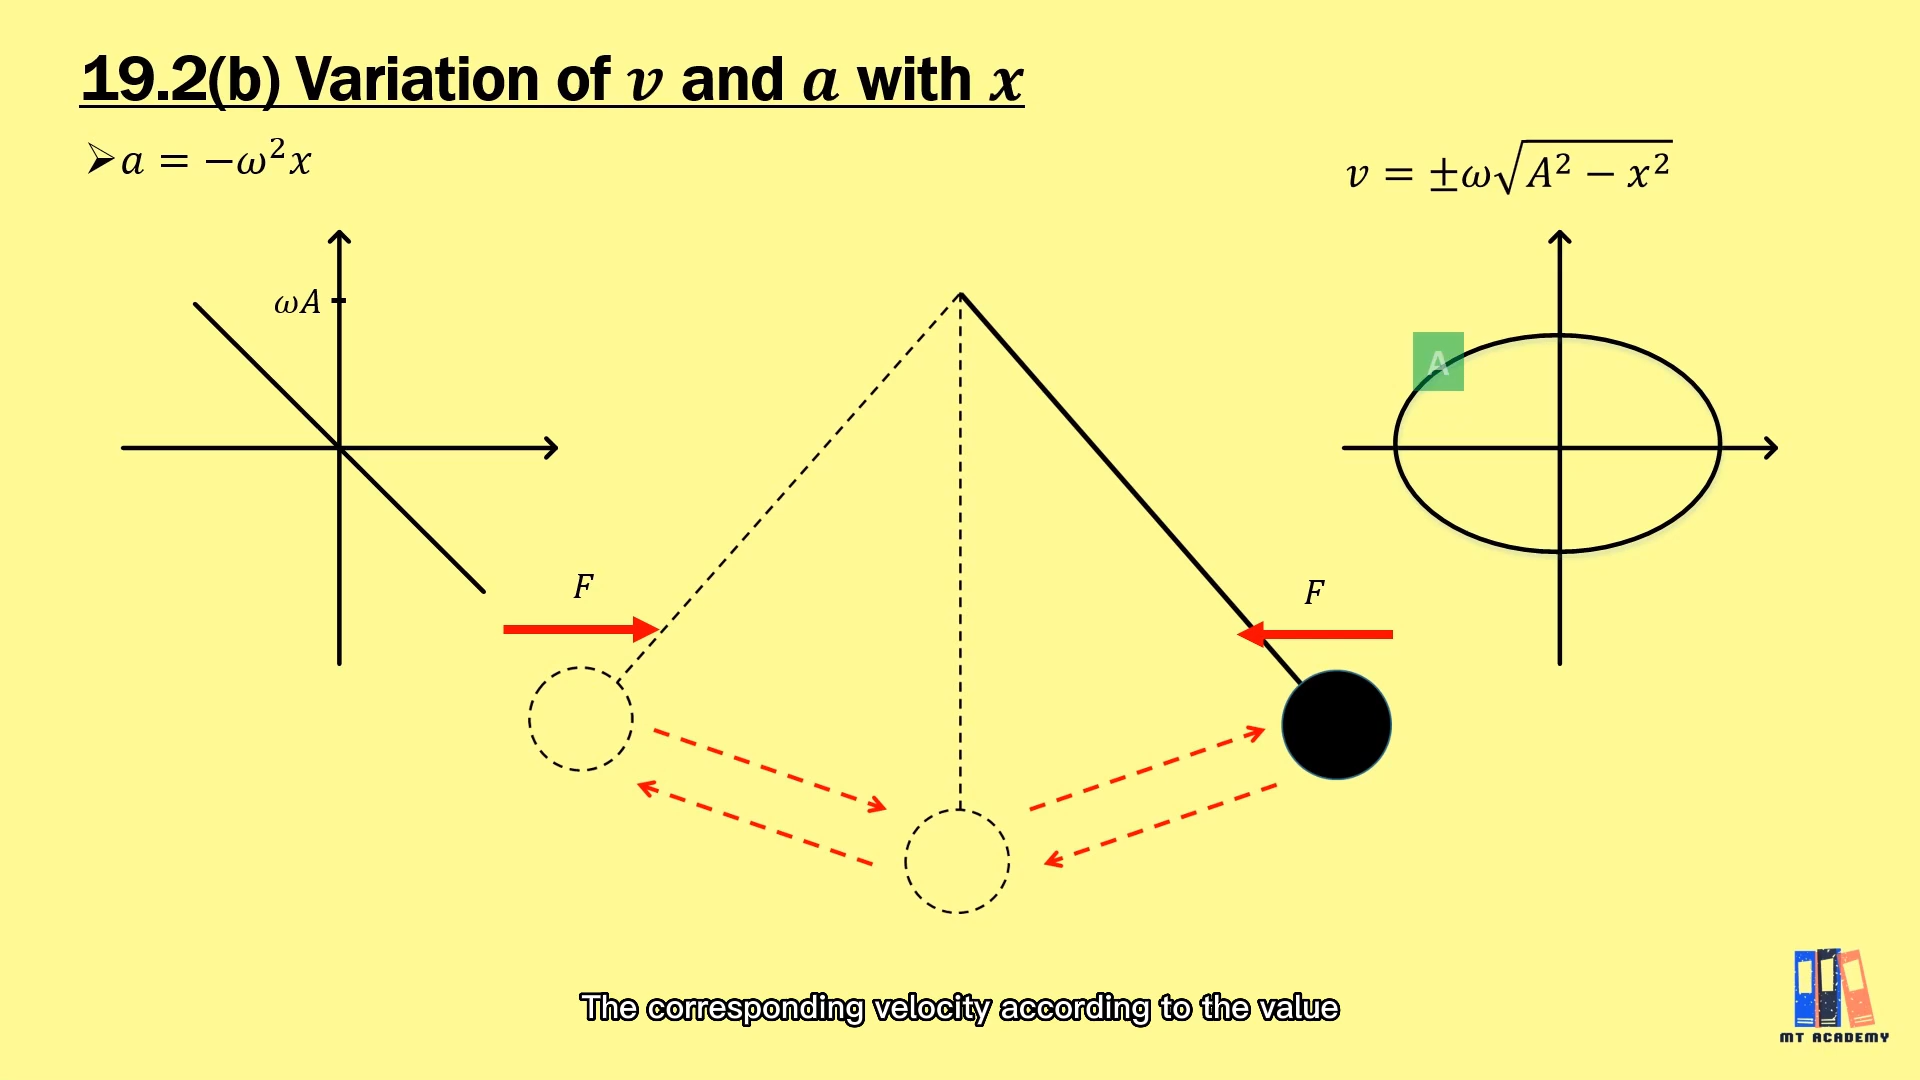 19.2(b) Variation of v and a with x
➢a = −ω²x
v = ±ω√(A² − x²)
ωA
A
F
F
The corresponding velocity according to the value
MT ACADEMY